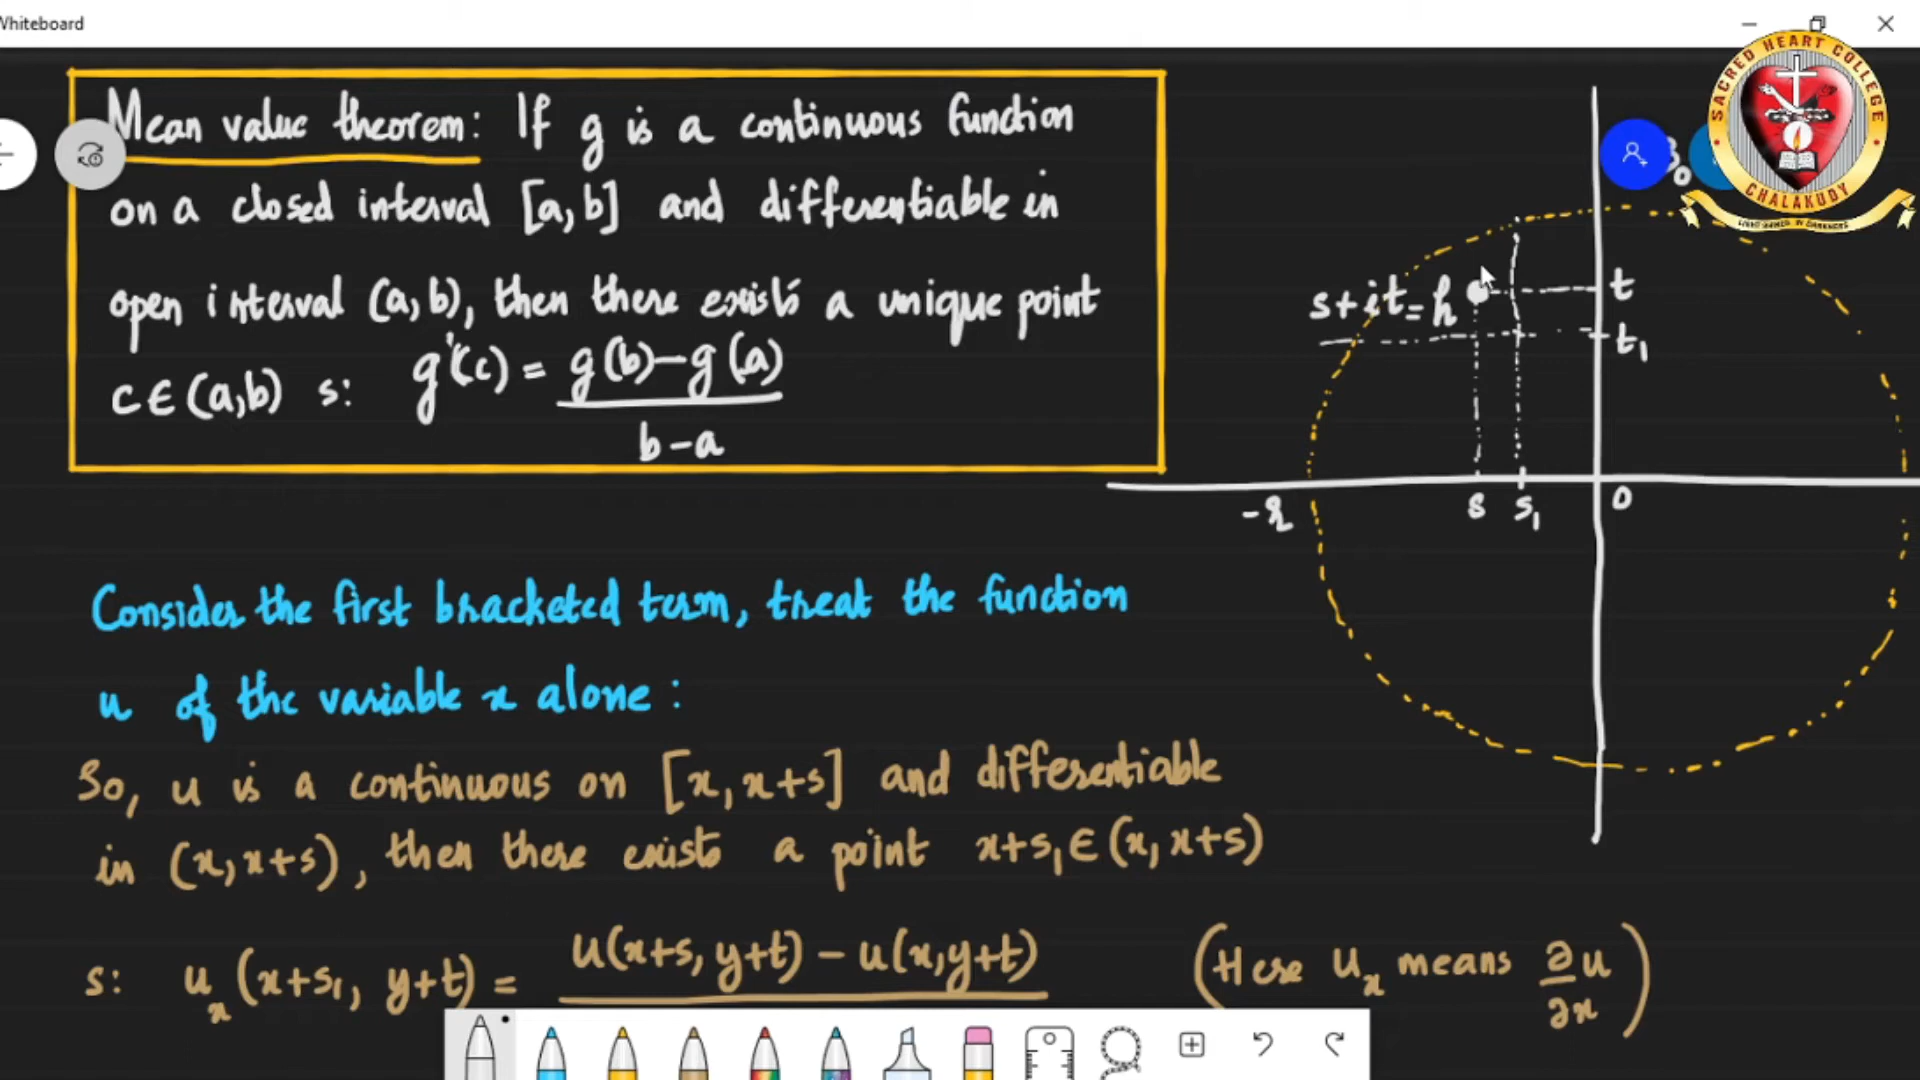 Whiteboard
Mean value theorem: If g is a continuous function
on a closed interval [a,b] and differentiable in
open interval (a,b), then there exists a unique point
c∈(a,b) s: g'(c) = g(b)-g(a)
b-a
SACRED HEART COLLEGE
CHALAKUDY
s+it=h
t
t₁
-r
s
s₁
0
Consider the first bracketed term, treat the function
u of the variable x alone:
So, u is a continuous on [x, x+s] and differentiable
in (x, x+s), then there exists a point x+s₁∈(x, x+s)
s: uₓ(x+s₁, y+t) = u(x+s, y+t) - u(x,y+t)
(Here uₓ means ∂u
∂x)